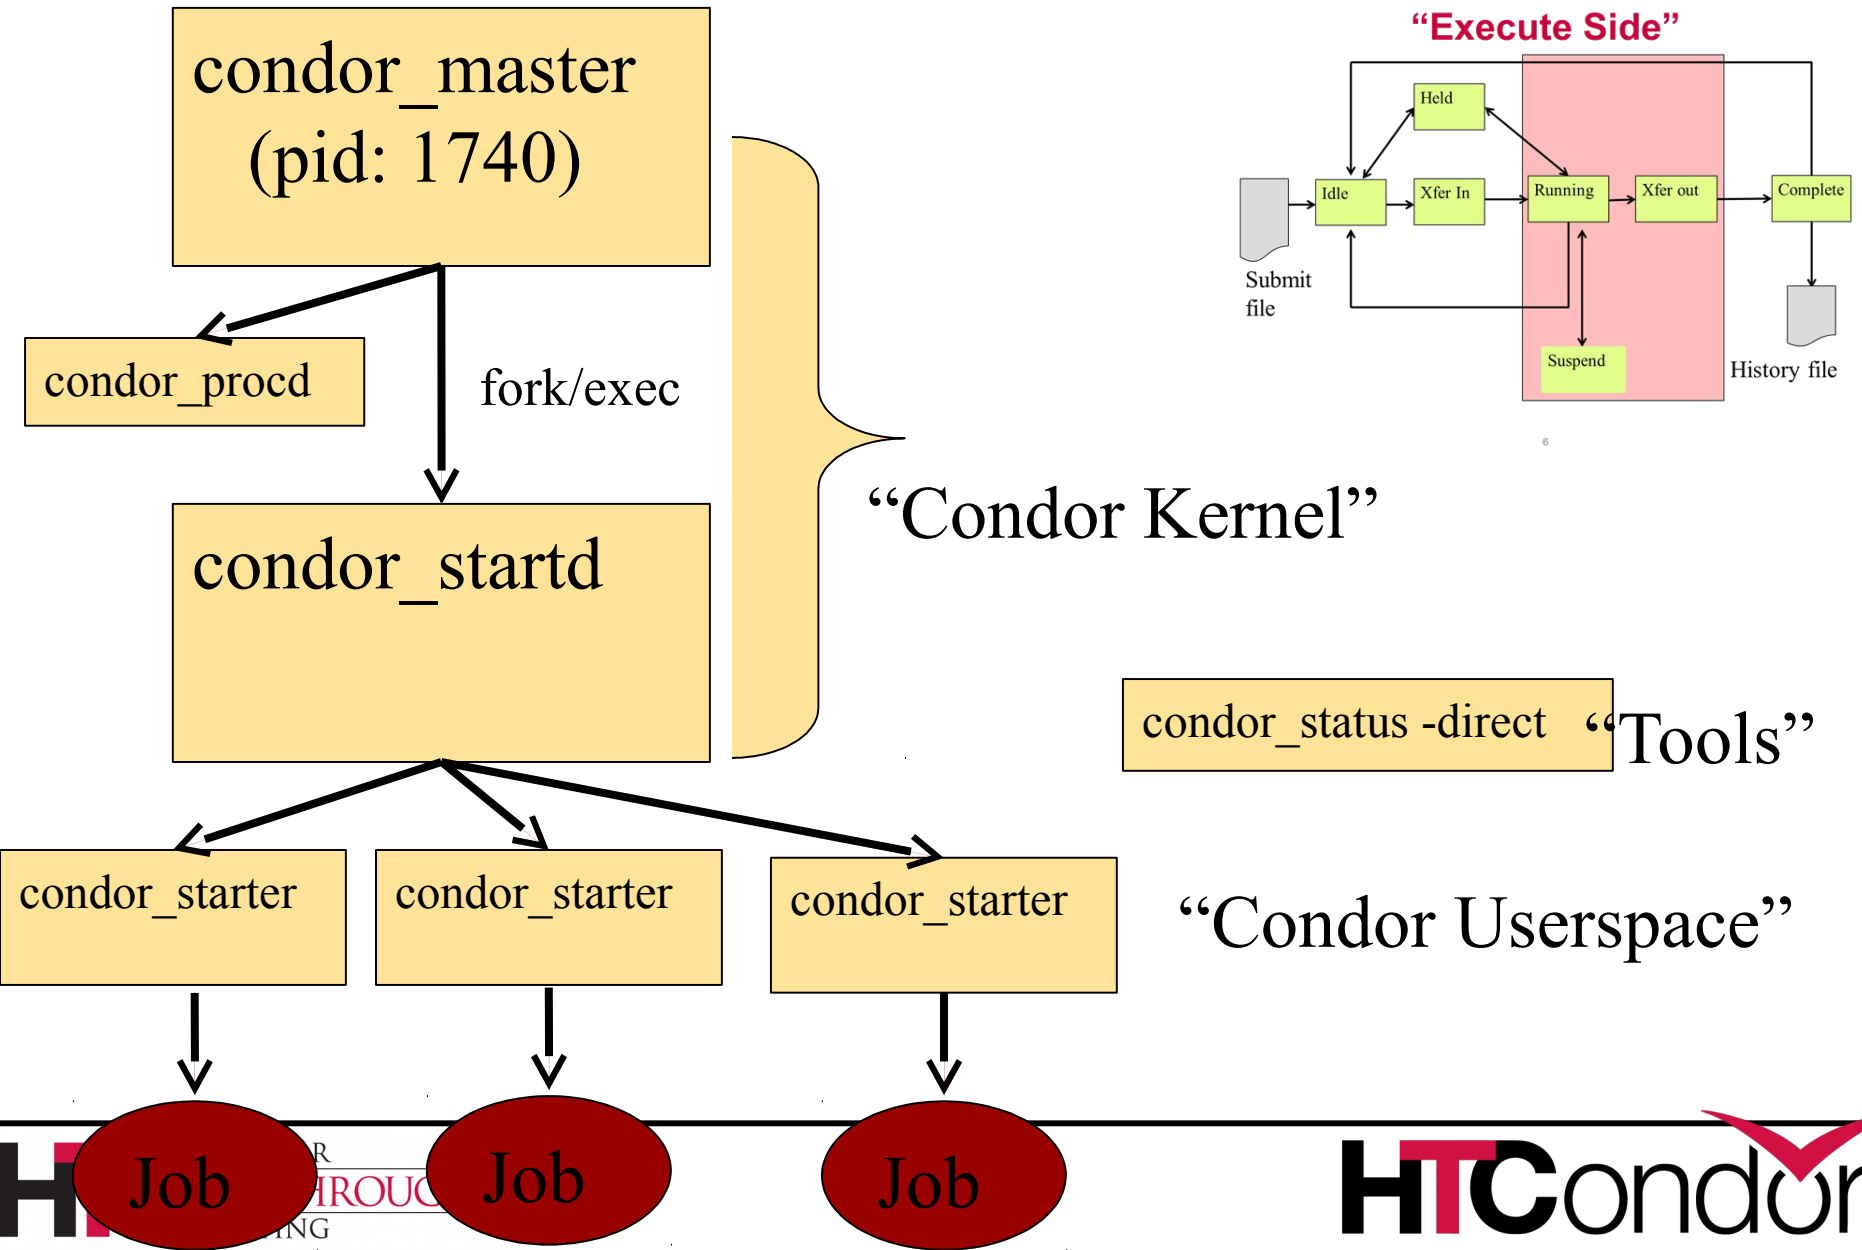 condor_master
(pid: 1740)
condor_procd
fork/exec
condor_startd
“Condor Kernel”
“Execute Side”
Held
Idle
Xfer In
Running
Xfer out
Complete
Submit
file
Suspend
History file
6
condor_status -direct
“Tools”
condor_starter
condor_starter
condor_starter
“Condor Userspace”
Job
Job
Job
HTCondor